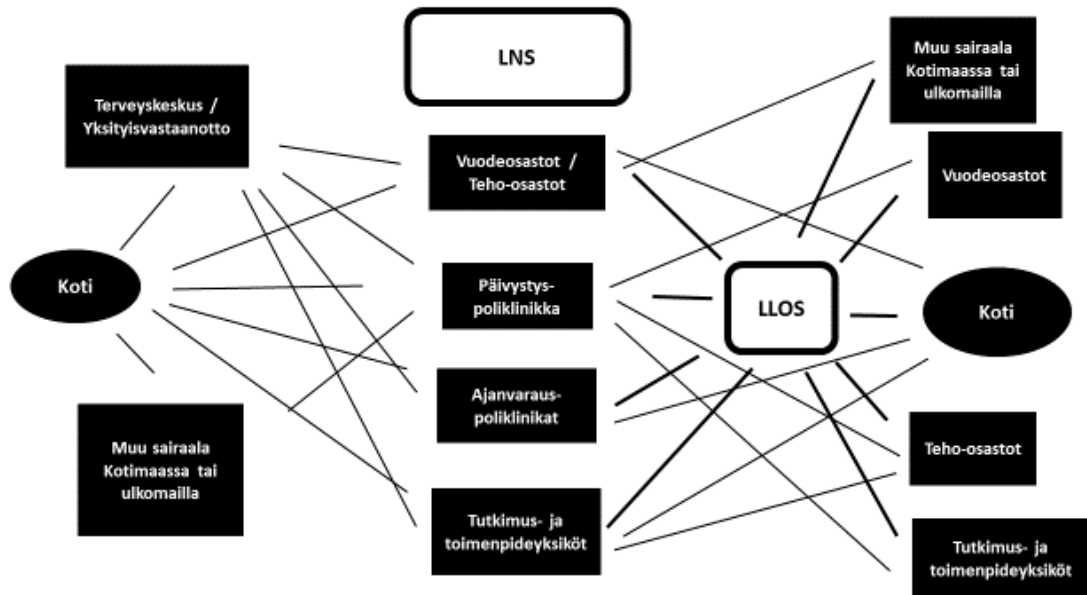 LNS
Terveyskeskus /
Yksityisvastaanotto
Koti
Muu sairaala
Kotimaassa tai
ulkomailla
Vuodeosastot /
Teho-osastot
Päivystys-
poliklinikka
Ajanvaraus-
poliklinikat
Tutkimus- ja
toimenpideyksiköt
LLOS
Muu sairaala
Kotimaassa tai
ulkomailla
Vuodeosastot
Koti
Teho-osastot
Tutkimus- ja
toimenpideyksiköt